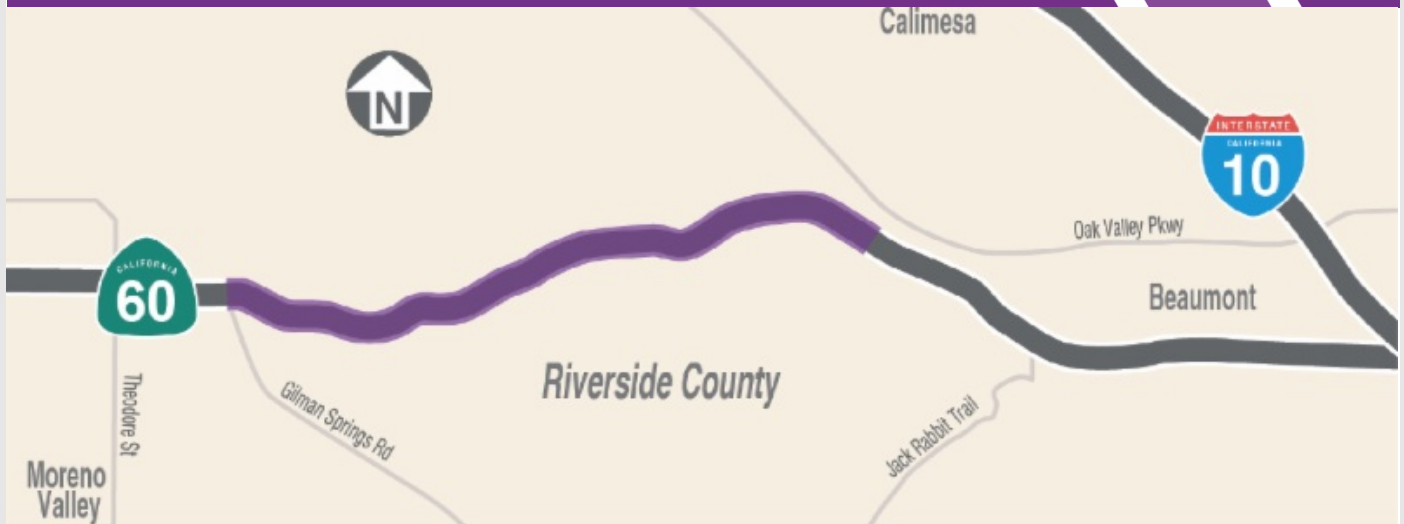 Calimesa
N
INTERSTATE
CALIFORNIA
10
Oak Valley Pkwy
CALIFORNIA
60
Beaumont
Riverside County
Theodore St
Gilman Springs Rd
Jack Rabbit Trail
Moreno
Valley